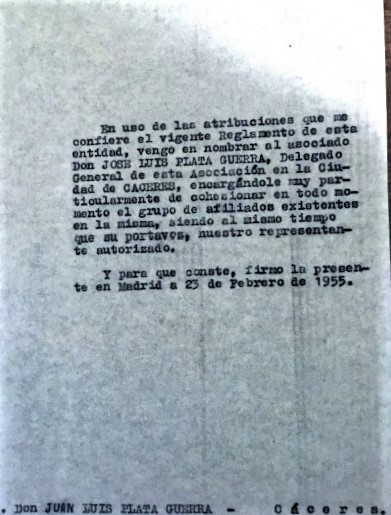 En uso de las atribuciones que me
confiere el vigente Reglamento de esta
entidad, vengo en nombrar al asociado
Don JOSE LUIS PLATA GUERRA, Delegado
General de esta Asociación en la Ciu-
dad de CACERES, encargándole muy par-
ticularmente de cohesionar en todo mo-
mento el grupo de afiliados existentes
en la misma, siendo al mismo tiempo
que su portavoz, nuestro representan-
te autorizado.
Y para que conste, firmo la presen-
te en Madrid a 25 de Febrero de 1955.
. Don JUAN LUIS PLATA GUERRA - Cáceres.